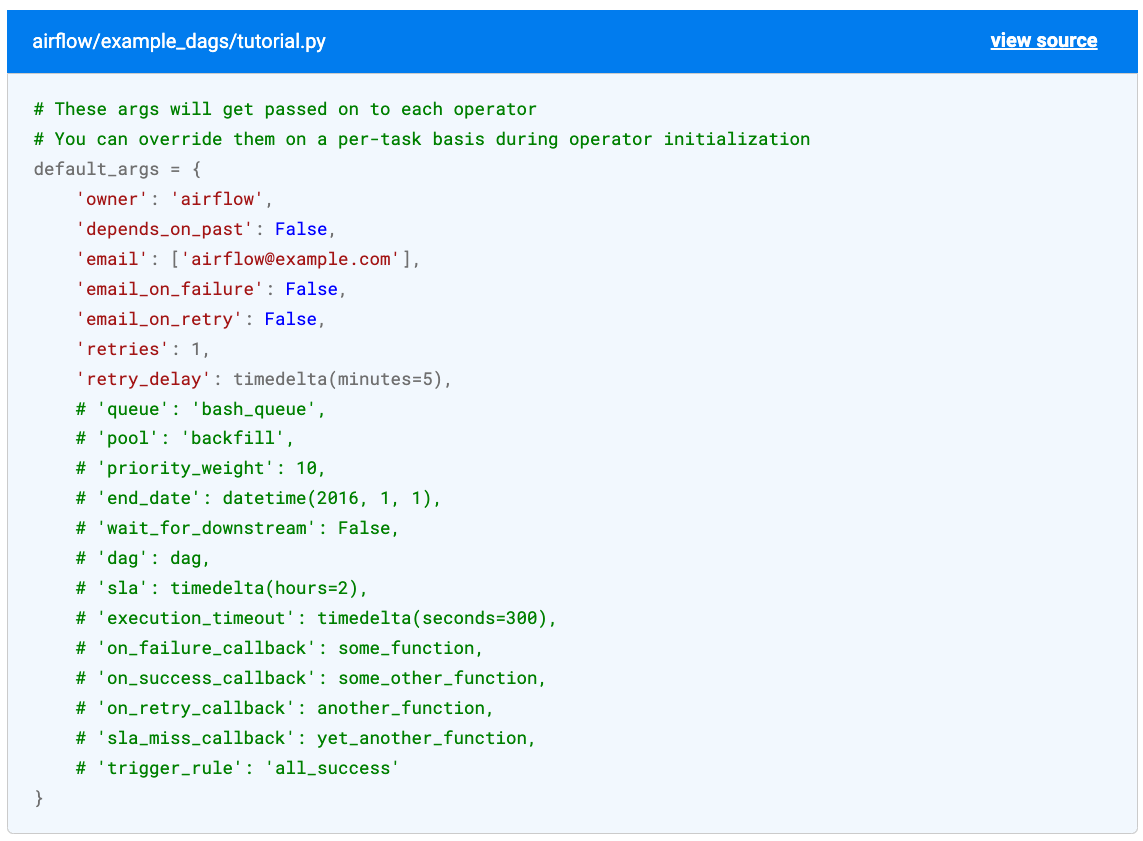 airflow/example_dags/tutorial.py view source
# These args will get passed on to each operator
# You can override them on a per-task basis during operator initialization
default_args = {
    'owner': 'airflow',
    'depends_on_past': False,
    'email': ['airflow@example.com'],
    'email_on_failure': False,
    'email_on_retry': False,
    'retries': 1,
    'retry_delay': timedelta(minutes=5),
    # 'queue': 'bash_queue',
    # 'pool': 'backfill',
    # 'priority_weight': 10,
    # 'end_date': datetime(2016, 1, 1),
    # 'wait_for_downstream': False,
    # 'dag': dag,
    # 'sla': timedelta(hours=2),
    # 'execution_timeout': timedelta(seconds=300),
    # 'on_failure_callback': some_function,
    # 'on_success_callback': some_other_function,
    # 'on_retry_callback': another_function,
    # 'sla_miss_callback': yet_another_function,
    # 'trigger_rule': 'all_success'
}